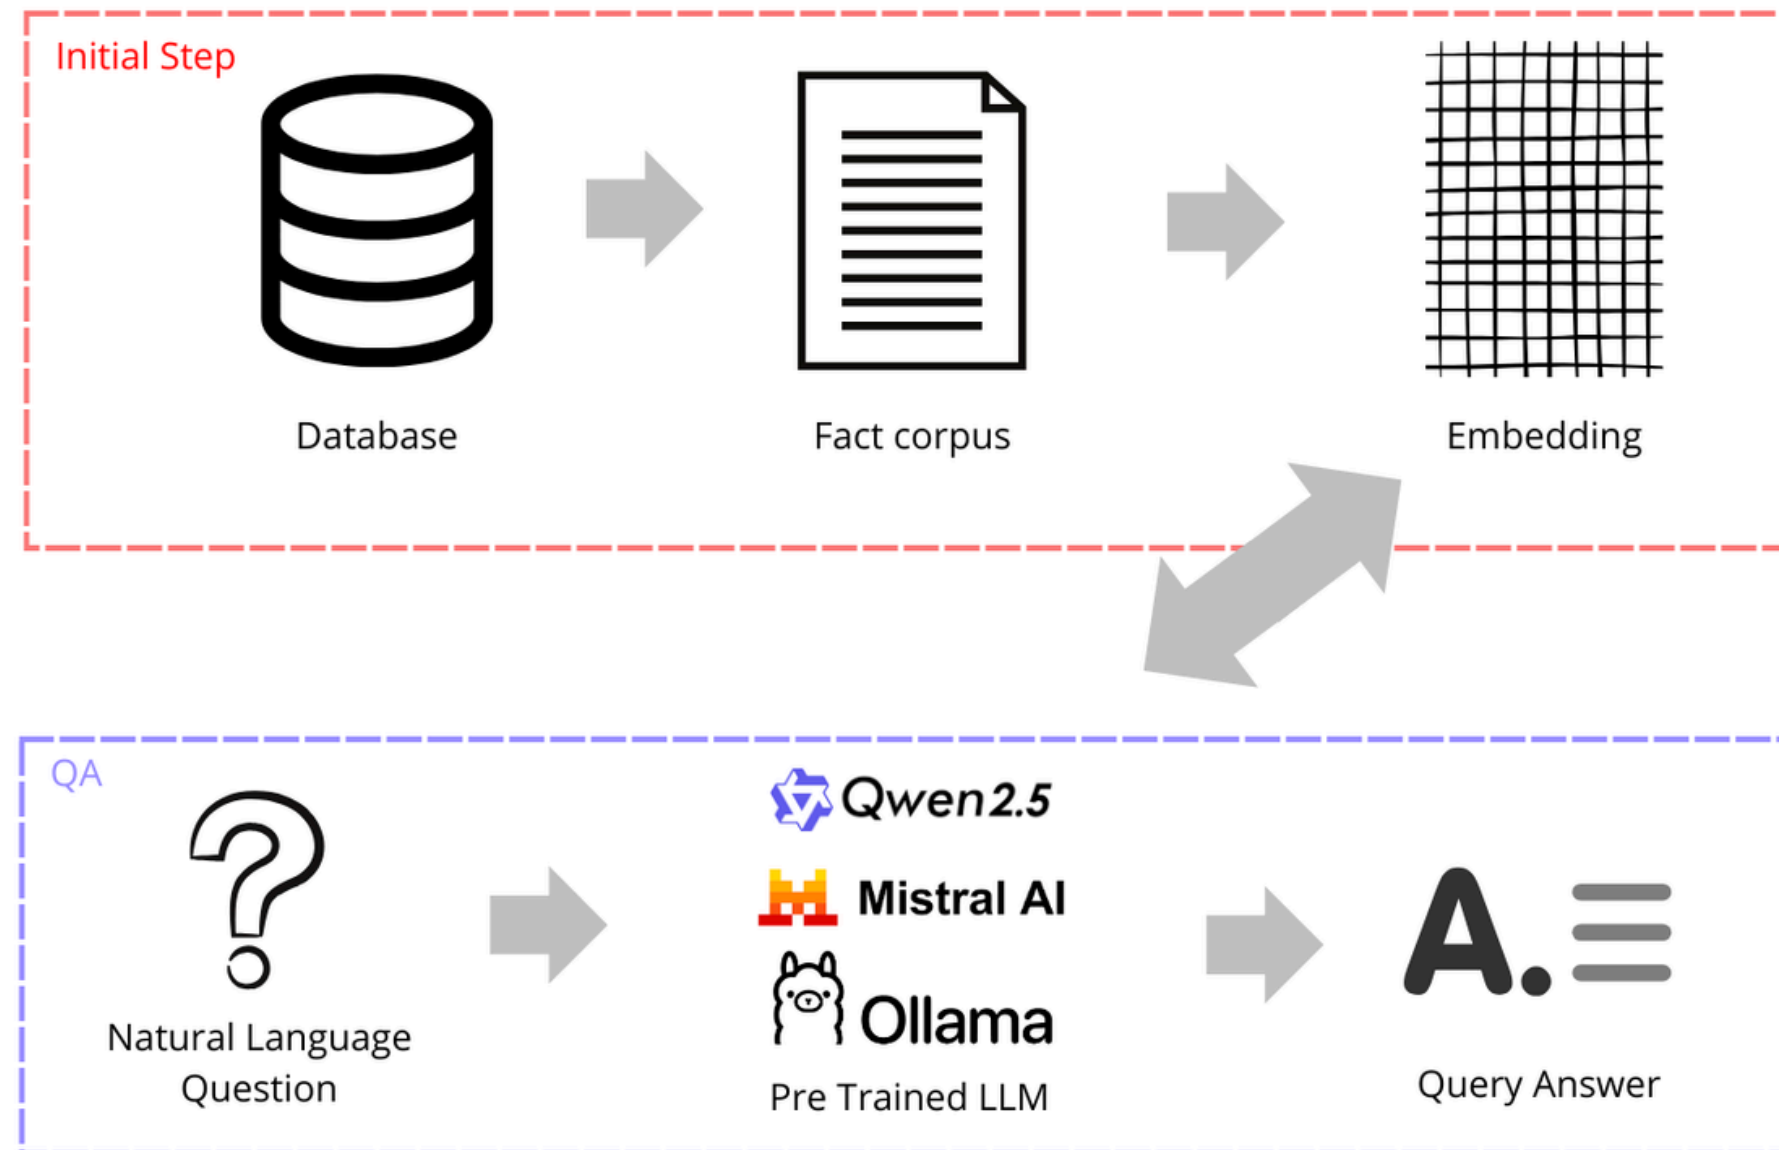 Initial Step
Database
Fact corpus
Embedding
QA
Qwen2.5
Mistral AI
Ollama
A.
Natural Language
Question
Pre Trained LLM
Query Answer